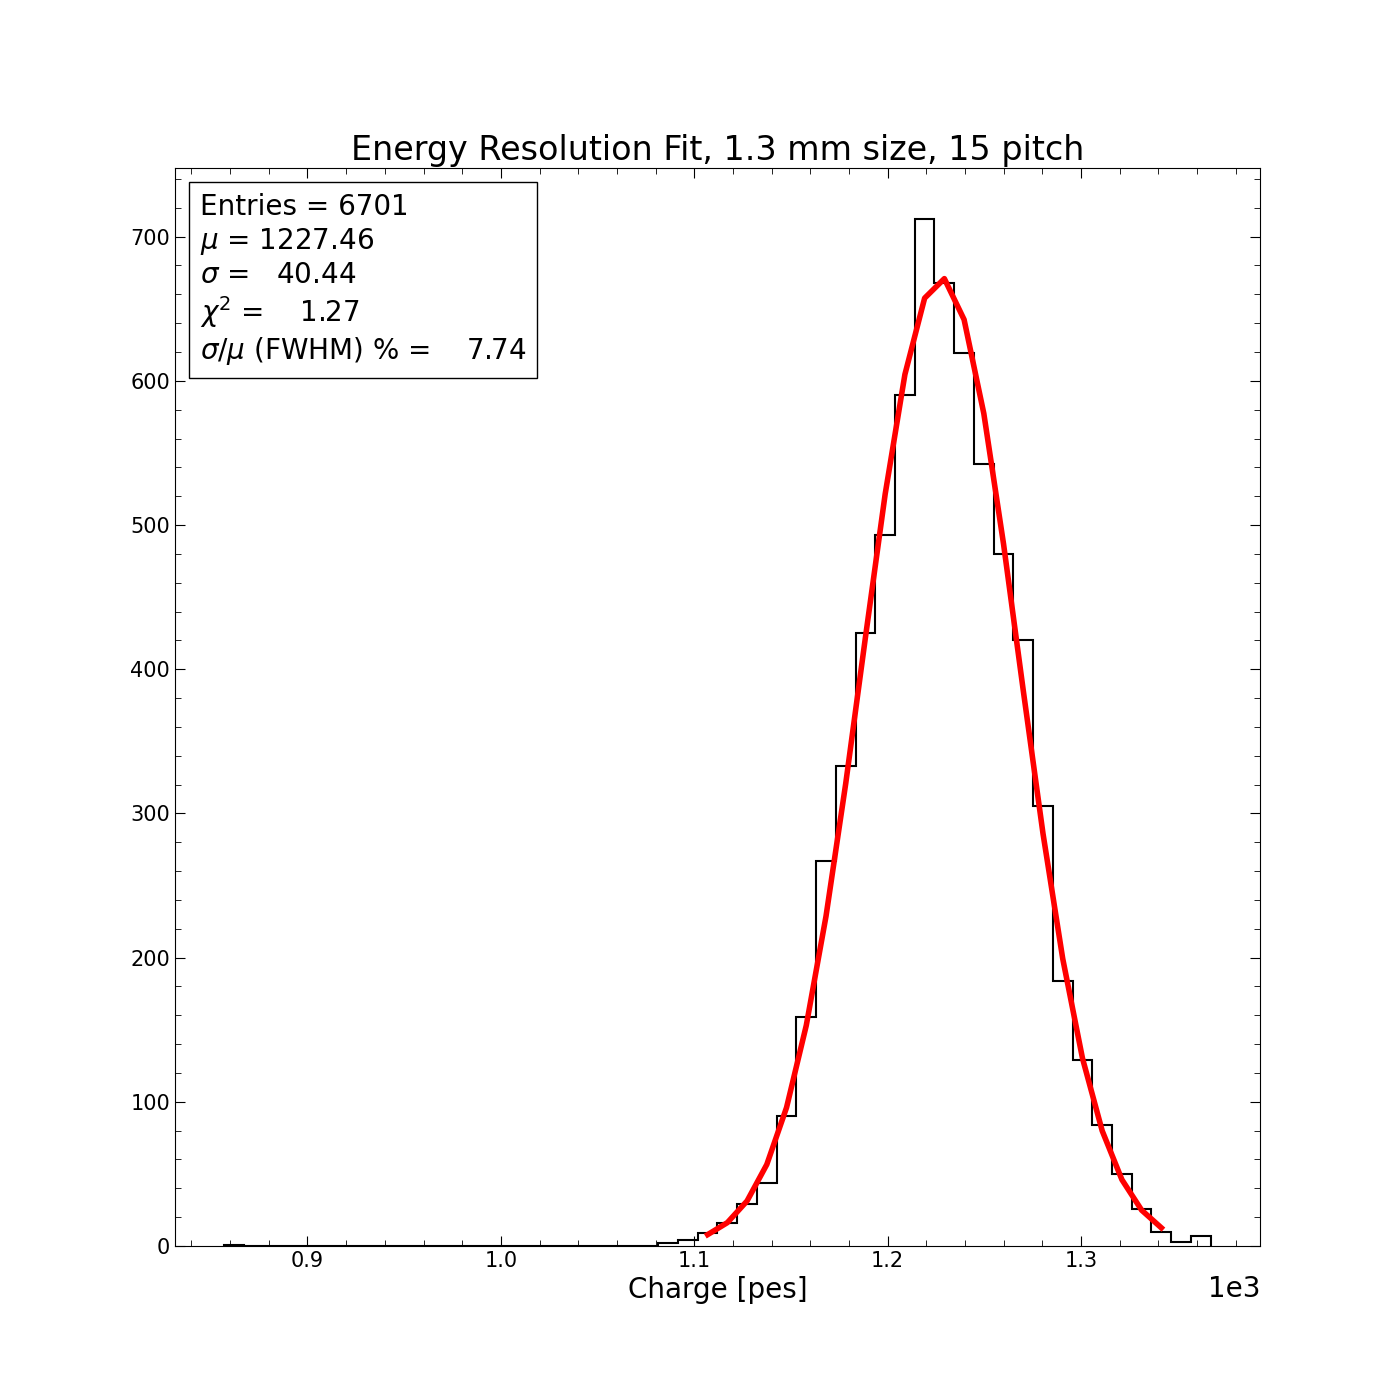 Energy Resolution Fit, 1.3 mm size, 15 pitch
Entries = 6701
μ = 1227.46
σ = 40.44
χ² = 1.27
σ/μ (FWHM) % = 7.74
700
600
500
400
300
200
100
0
0.9 1.0 1.1 1.2 1.3
Charge [pes] 1e3